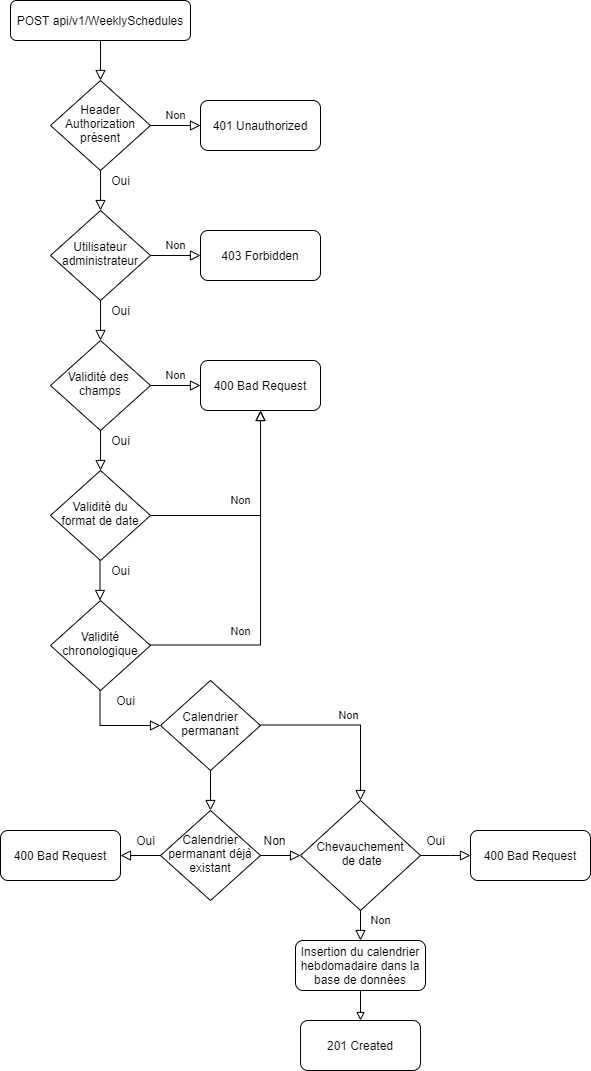 POST api/v1/WeeklySchedules
Header
Authorization
présent
Non
401 Unauthorized
Oui
Utilisateur
administrateur
Non
403 Forbidden
Oui
Validité des
champs
Non
400 Bad Request
Oui
Validité du
format de date
Non
Oui
Validité
chronologique
Non
Oui
Calendrier
permanant
Non
400 Bad Request
Oui
Calendrier
permanant déjà
existant
Non
Chevauchement
de date
Oui
400 Bad Request
Non
Insertion du calendrier
hebdomadaire dans la
base de données
201 Created